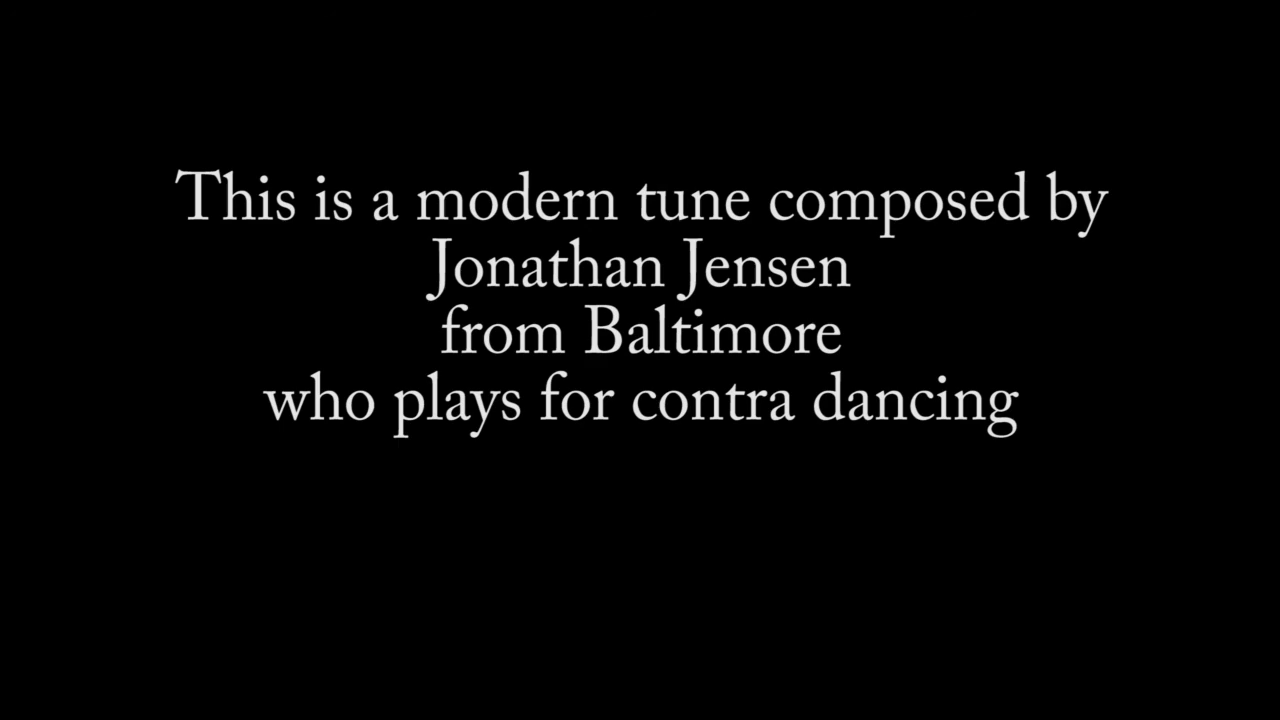 This is a modern tune composed by
Jonathan Jensen
from Baltimore
who plays for contra dancing